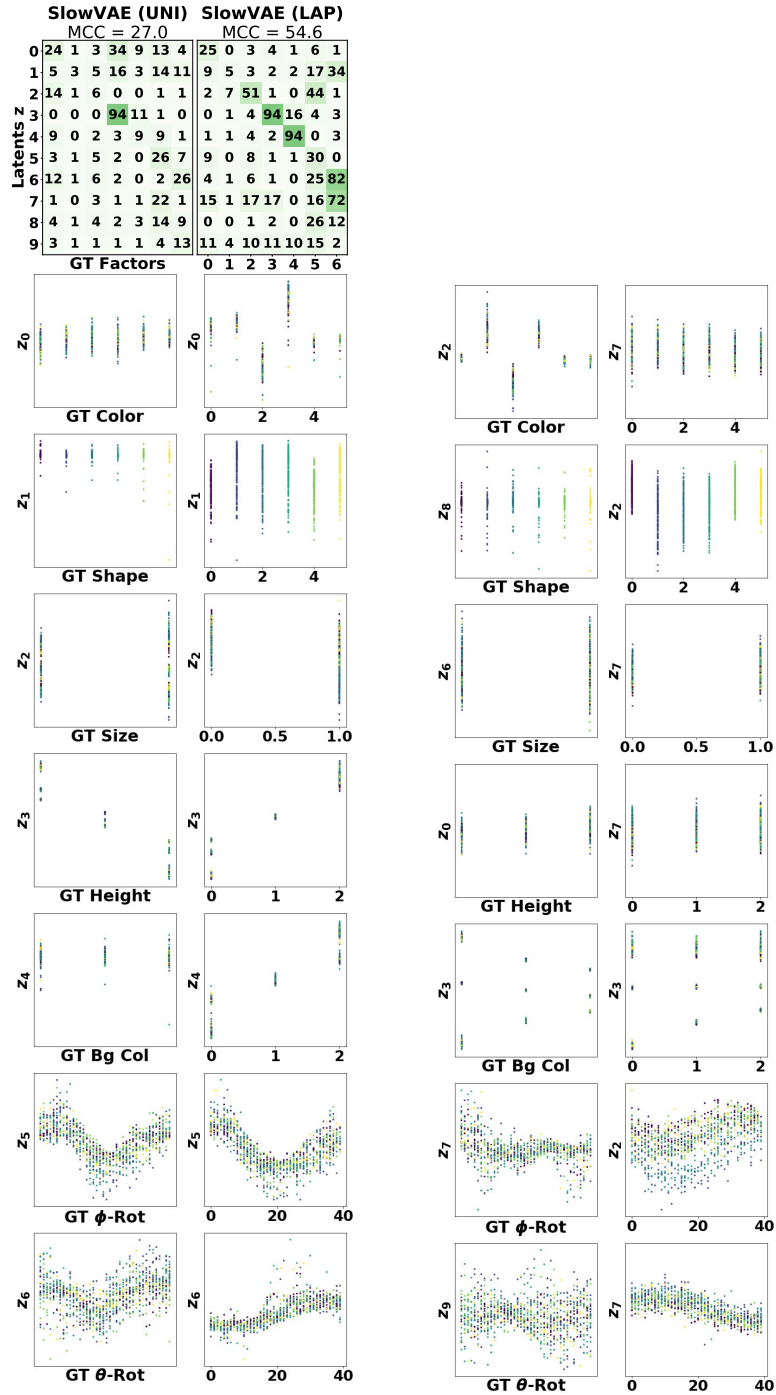 SlowVAE (UNI) SlowVAE (LAP)
MCC = 27.0 MCC = 54.6
Latents z
0 24 1 3 34 9 13 4 25 0 3 4 1 6 1
1 5 3 5 16 3 14 11 9 5 3 2 2 17 34
2 14 1 6 0 0 1 1 2 7 51 1 0 44 1
3 0 0 0 94 11 1 0 0 1 4 94 16 4 3
4 9 0 2 3 9 9 1 1 1 4 2 94 0 3
5 3 1 5 2 0 26 7 9 0 8 1 1 30 0
6 12 1 6 2 0 2 26 4 1 6 1 0 25 82
7 1 0 3 1 1 22 1 15 1 17 17 0 16 72
8 4 1 4 2 3 14 9 0 0 1 2 0 26 12
9 3 1 1 1 1 4 13 11 4 10 11 10 15 2
GT Factors 0 1 2 3 4 5 6
z0 z0
GT Color 0 2 4
z2 z7
GT Color 0 2 4
z1 z1
GT Shape 0 2 4
z8 z2
GT Shape 0 2 4
z2 z2
GT Size 0.0 0.5 1.0
z6 z7
GT Size 0.0 0.5 1.0
z3 z3
GT Height 0 1 2
z0 z7
GT Height 0 1 2
z4 z4
GT Bg Col 0 1 2
z3 z3
GT Bg Col 0 1 2
z5 z5
GT ϕ-Rot 0 20 40
z7 z2
GT ϕ-Rot 0 20 40
z6 z6
GT θ-Rot 0 20 40
z9 z7
GT θ-Rot 0 20 40